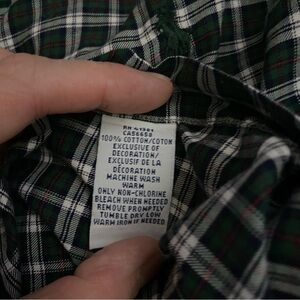 RN 41381
CA56658
100% COTTON/COTON
EXCLUSIVE OF
DECORATION/
EXCLUSIF DE LA
DÉCORATION
MACHINE WASH
WARM
ONLY NON-CHLORINE
BLEACH WHEN NEEDED
REMOVE PROMPTLY
TUMBLE DRY LOW
WARM IRON IF NEEDED